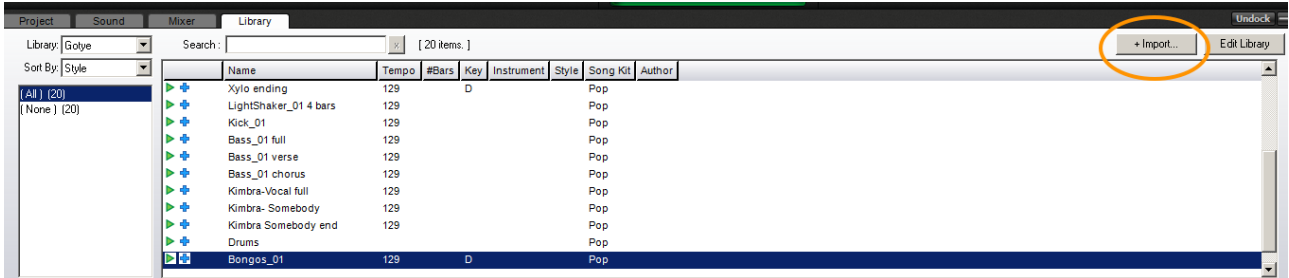 Project Sound Mixer Library Undock
Library: Gotye Search : x [ 20 items. ] + Import... Edit Library
Sort By: Style
Name Tempo #Bars Key Instrument Style Song Kit Author
( All ) (20)
( None ) (20)
Xylo ending 129 D Pop
LightShaker_01 4 bars 129 Pop
Kick_01 129 Pop
Bass_01 full 129 Pop
Bass_01 verse 129 Pop
Bass_01 chorus 129 Pop
Kimbra-Vocal full 129 Pop
Kimbra- Somebody 129 Pop
Kimbra Somebody end 129 Pop
Drums Pop
Bongos_01 129 D Pop